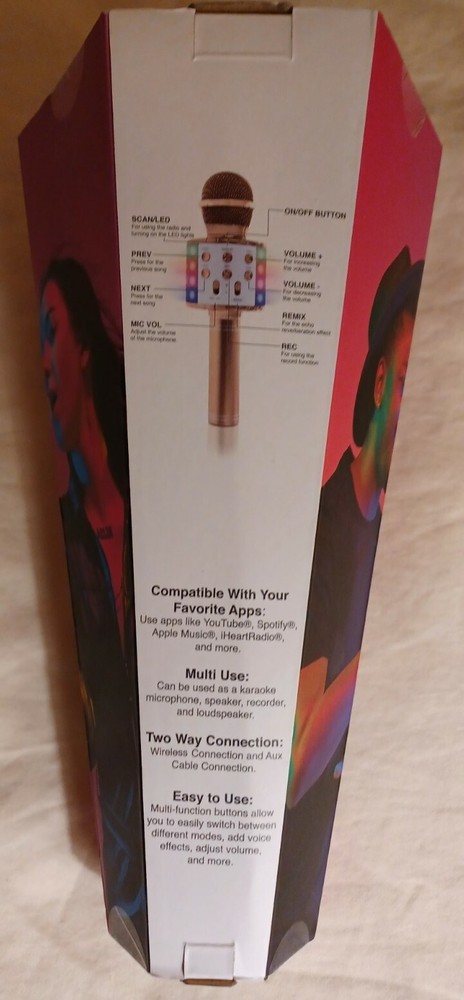 SCAN/LED
For using the radio and
turning on the LED lights
PREV
Press for the
previous song
NEXT
Press for the
next song
MIC VOL
Adjust the volume
of the microphone
ON/OFF BUTTON
VOLUME +
For increasing
the volume
VOLUME -
For decreasing
the volume
REMIX
For the echo
reverberation effect
REC
For using the
record function
Compatible With Your
Favorite Apps:
Use apps like YouTube®, Spotify®,
Apple Music®, iHeartRadio®,
and more.
Multi Use:
Can be used as a karaoke
microphone, speaker, recorder,
and loudspeaker.
Two Way Connection:
Wireless Connection and Aux
Cable Connection.
Easy to Use:
Multi-function buttons allow
you to easily switch between
different modes, add voice
effects, adjust volume,
and more.